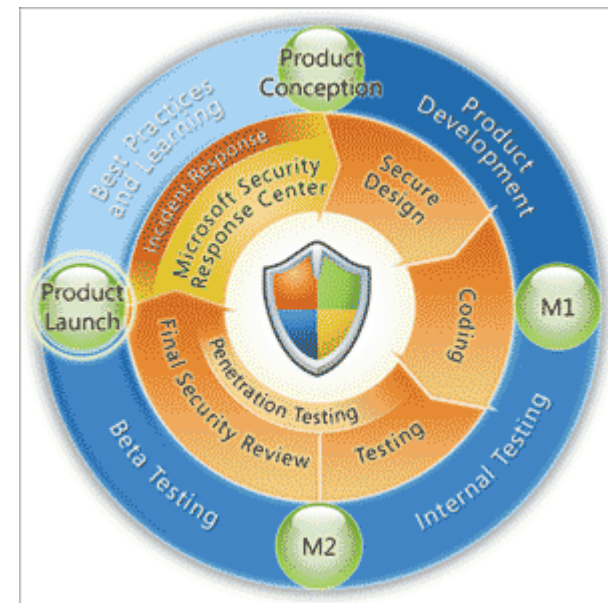 Product
Conception
Product
Development
M1
Internal Testing
M2
Beta Testing
Product
Launch
Best Practices
and Learning
Incident Response
Microsoft Security
Response Center
Secure
Design
Coding
Testing
Penetration Testing
Final Security Review